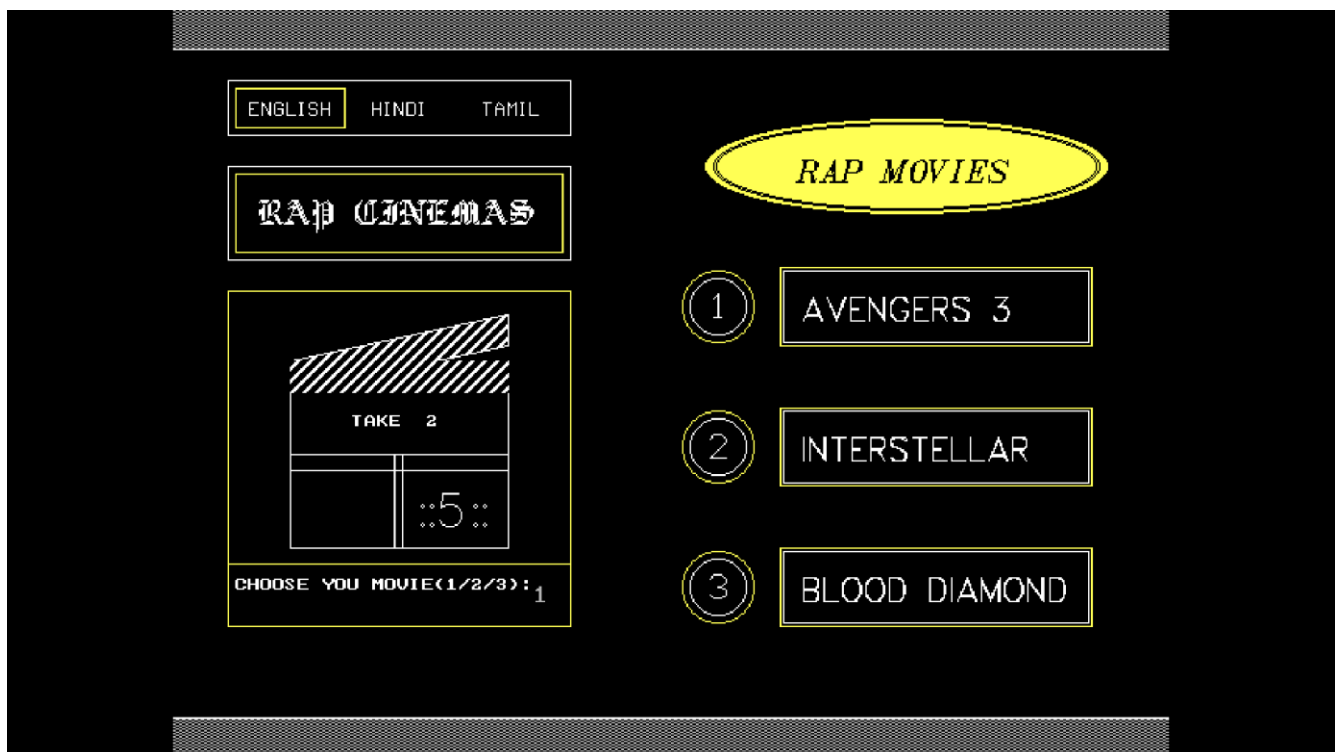 ENGLISH HINDI TAMIL
RAP CINEMAS
TAKE 2
::5::
CHOOSE YOU MOVIE(1/2/3):1
RAP MOVIES
1 AVENGERS 3
2 INTERSTELLAR
3 BLOOD DIAMOND